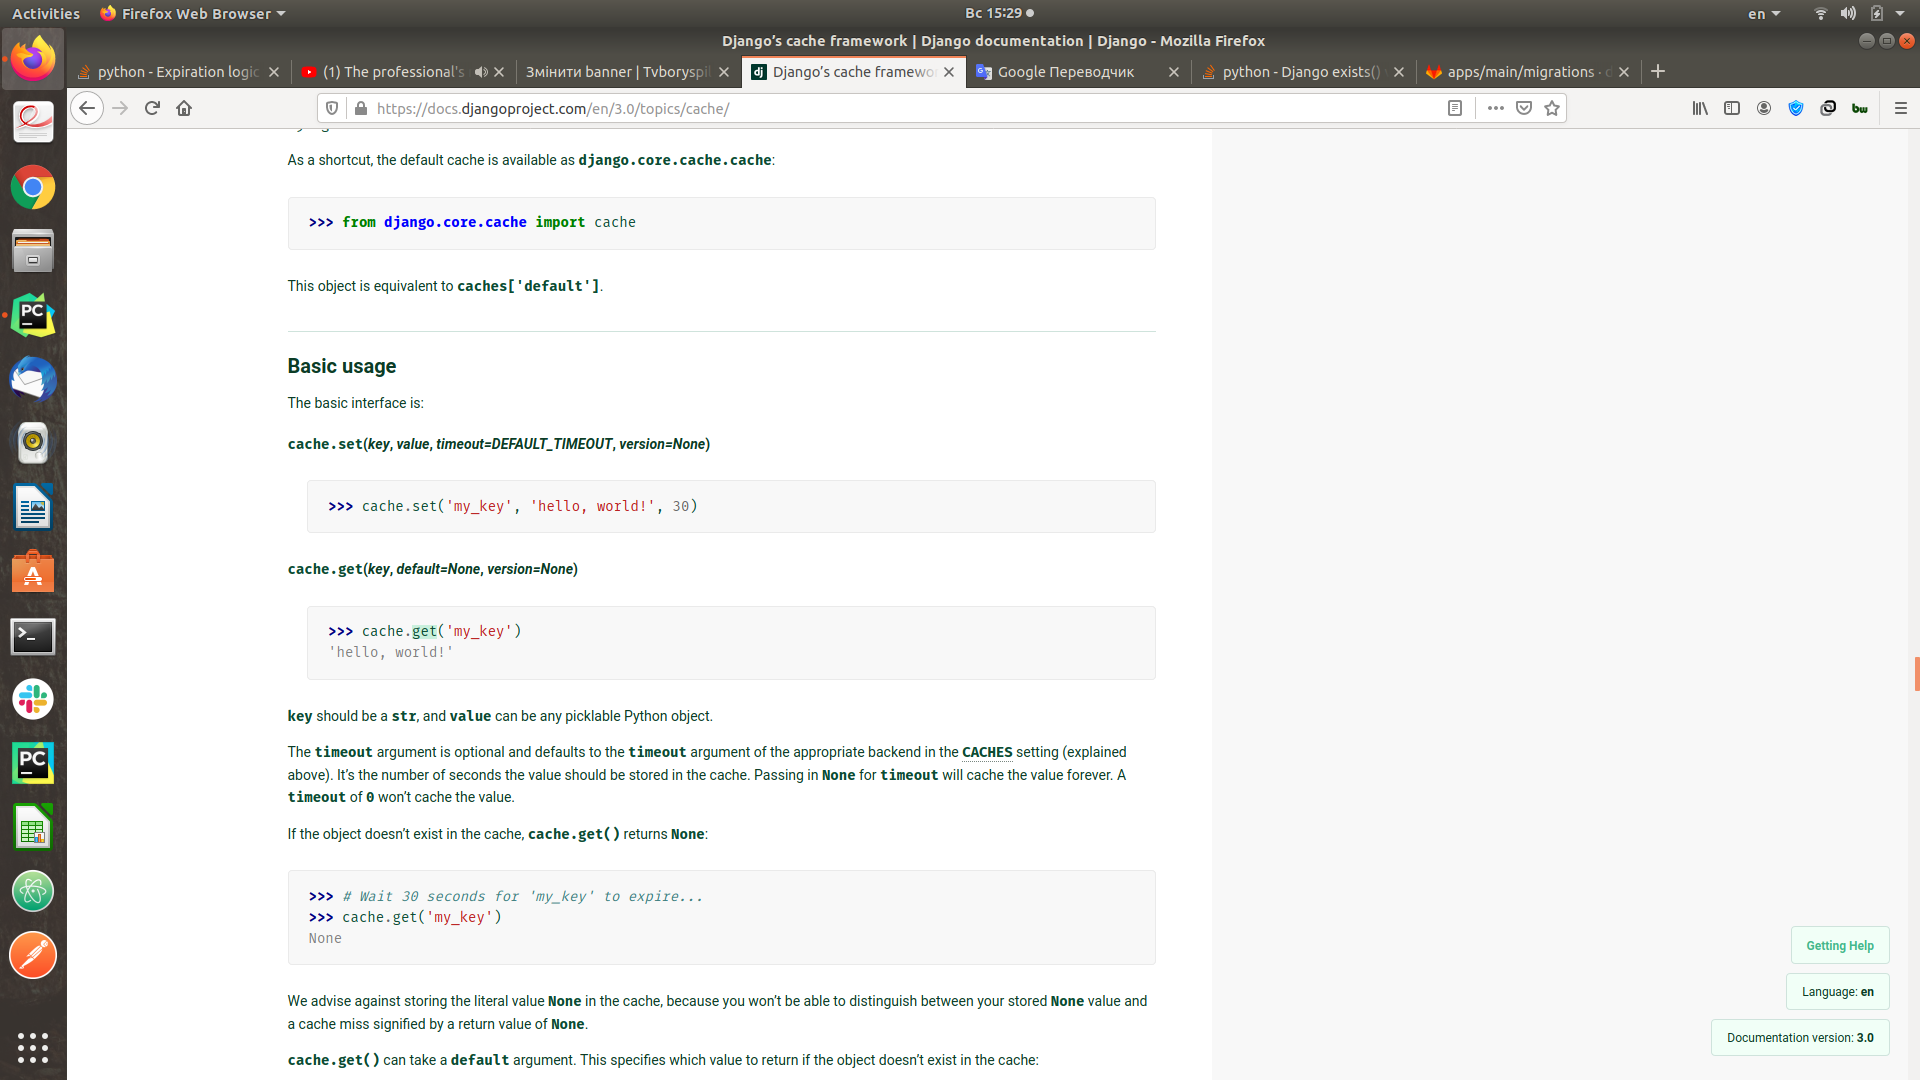 Activities Firefox Web Browser Вс 15:29 en
Django’s cache framework | Django documentation | Django - Mozilla Firefox
python - Expiration logic (1) The professional's Змінити banner | Tvboryspil Django’s cache framewo Google Переводчик python - Django exists() apps/main/migrations · d
https://docs.djangoproject.com/en/3.0/topics/cache/
As a shortcut, the default cache is available as django.core.cache.cache:
>>> from django.core.cache import cache
This object is equivalent to caches['default'].
Basic usage
The basic interface is:
cache.set(key, value, timeout=DEFAULT_TIMEOUT, version=None)
>>> cache.set('my_key', 'hello, world!', 30)
cache.get(key, default=None, version=None)
>>> cache.get('my_key')
'hello, world!'
key should be a str, and value can be any picklable Python object.
The timeout argument is optional and defaults to the timeout argument of the appropriate backend in the CACHES setting (explained
above). It’s the number of seconds the value should be stored in the cache. Passing in None for timeout will cache the value forever. A
timeout of 0 won’t cache the value.
If the object doesn’t exist in the cache, cache.get() returns None:
>>> # Wait 30 seconds for 'my_key' to expire...
>>> cache.get('my_key')
None
We advise against storing the literal value None in the cache, because you won’t be able to distinguish between your stored None value and
a cache miss signified by a return value of None.
cache.get() can take a default argument. This specifies which value to return if the object doesn’t exist in the cache:
Getting Help
Language: en
Documentation version: 3.0